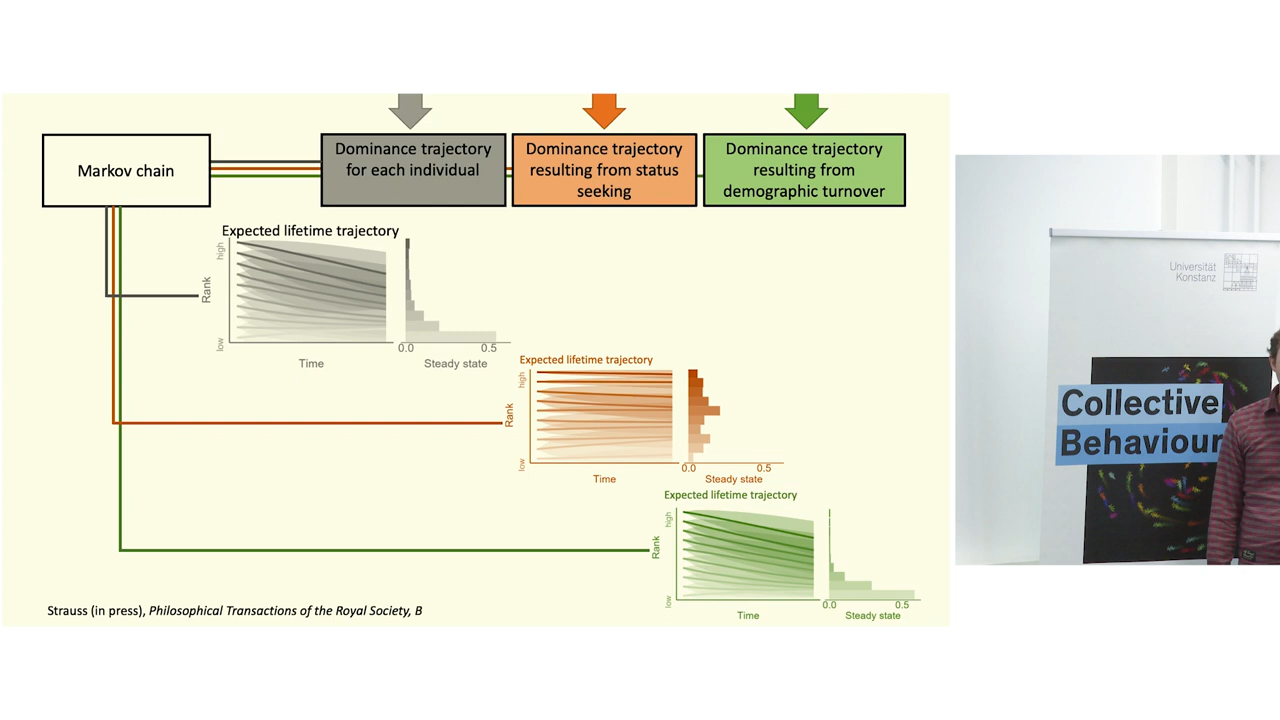 Markov chain
Dominance trajectory
for each individual
Dominance trajectory
resulting from status
seeking
Dominance trajectory
resulting from
demographic turnover
Expected lifetime trajectory
high
Rank
low
Time
0.0 0.5
Steady state
Expected lifetime trajectory
high
Rank
low
Time
0.0 0.5
Steady state
Expected lifetime trajectory
high
Rank
low
Time
0.0 0.5
Steady state
Strauss (in press), Philosophical Transactions of the Royal Society, B
Universität
Konstanz
Collective
Behaviour